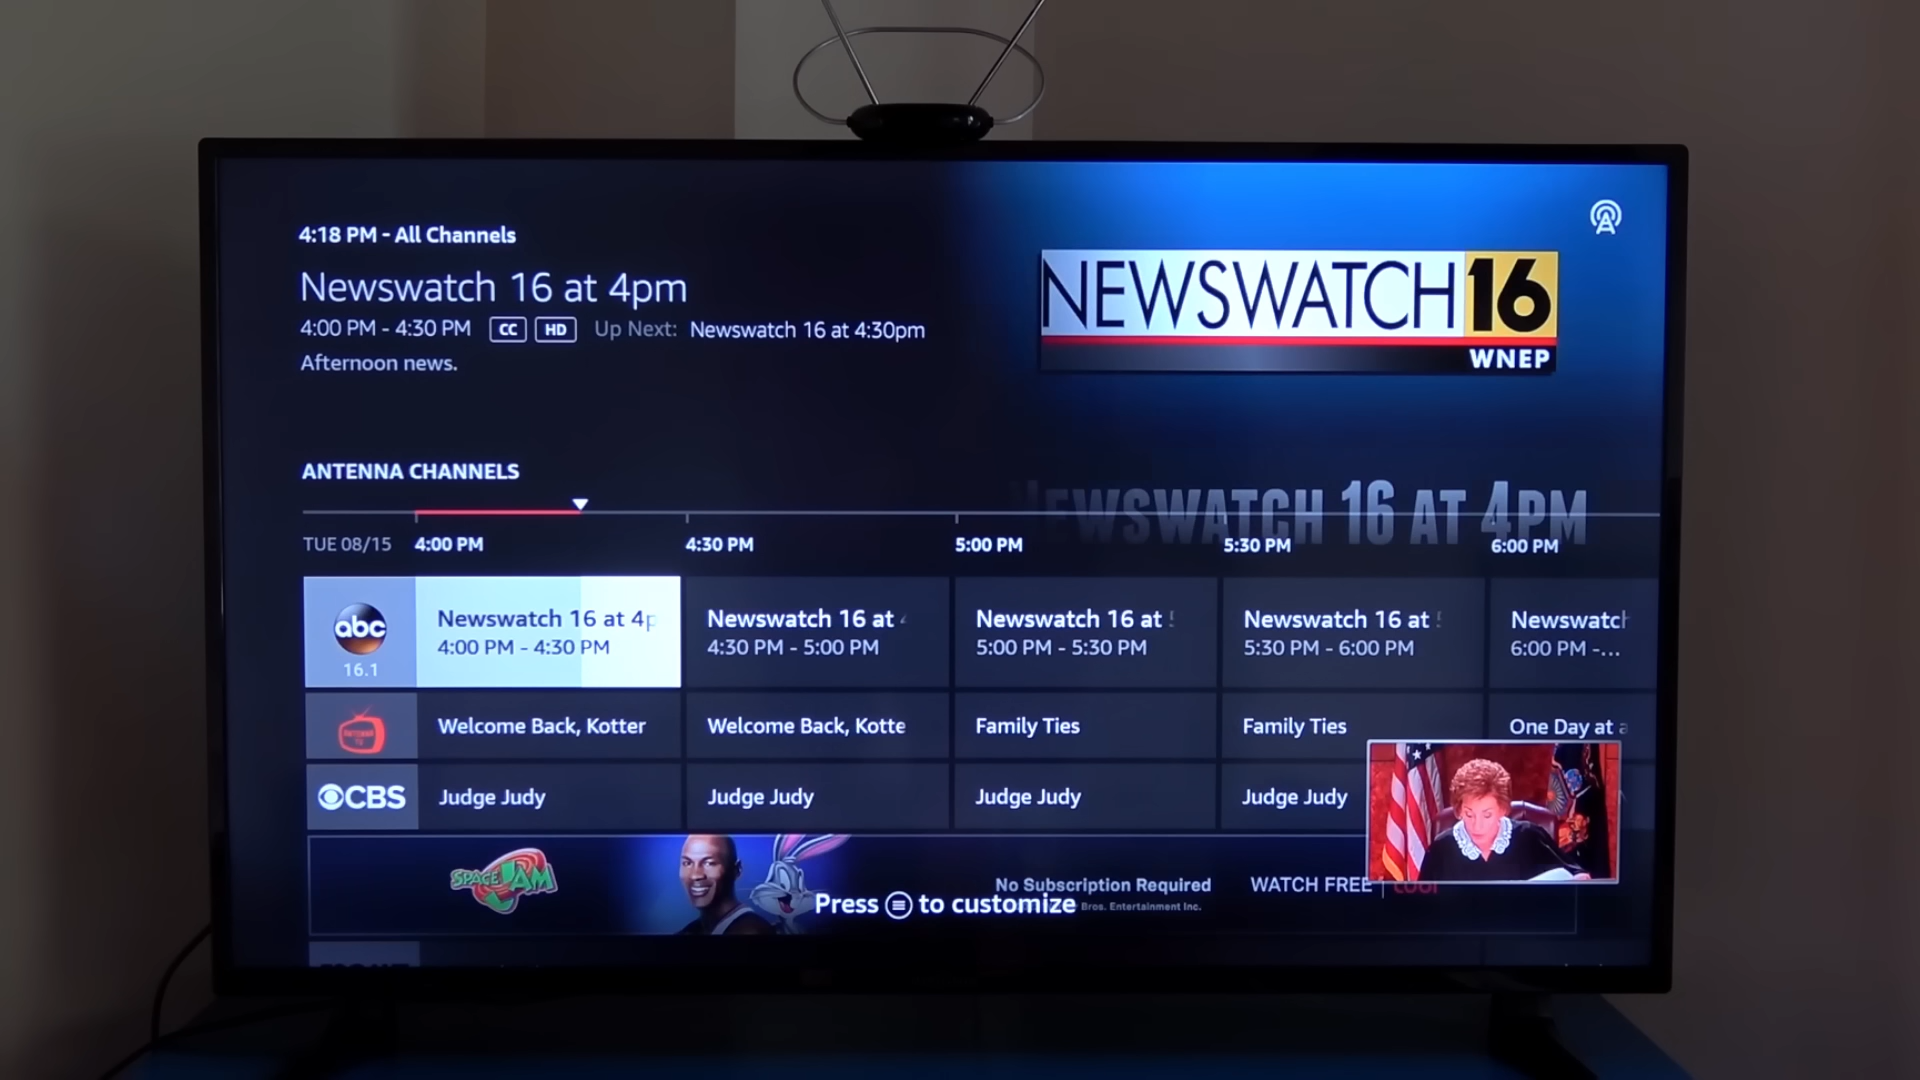 4:18 PM - All Channels
Newswatch 16 at 4pm
4:00 PM - 4:30 PM CC HD Up Next: Newswatch 16 at 4:30pm
Afternoon news.
NEWSWATCH 16
WNEP
ANTENNA CHANNELS
NEWSWATCH 16 AT 4PM
TUE 08/15 4:00 PM 4:30 PM 5:00 PM 5:30 PM 6:00 PM
abc
16.1
Newswatch 16 at 4p
4:00 PM - 4:30 PM
Newswatch 16 at
4:30 PM - 5:00 PM
Newswatch 16 at
5:00 PM - 5:30 PM
Newswatch 16 at
5:30 PM - 6:00 PM
Newswatch
6:00 PM -...
ANTENNA TV
Welcome Back, Kotter
Welcome Back, Kotte
Family Ties
Family Ties
One Day at a
CBS
Judge Judy
Judge Judy
Judge Judy
Judge Judy
SPACE JAM
No Subscription Required
WATCH FREE
Bros. Entertainment Inc.
Press to customize